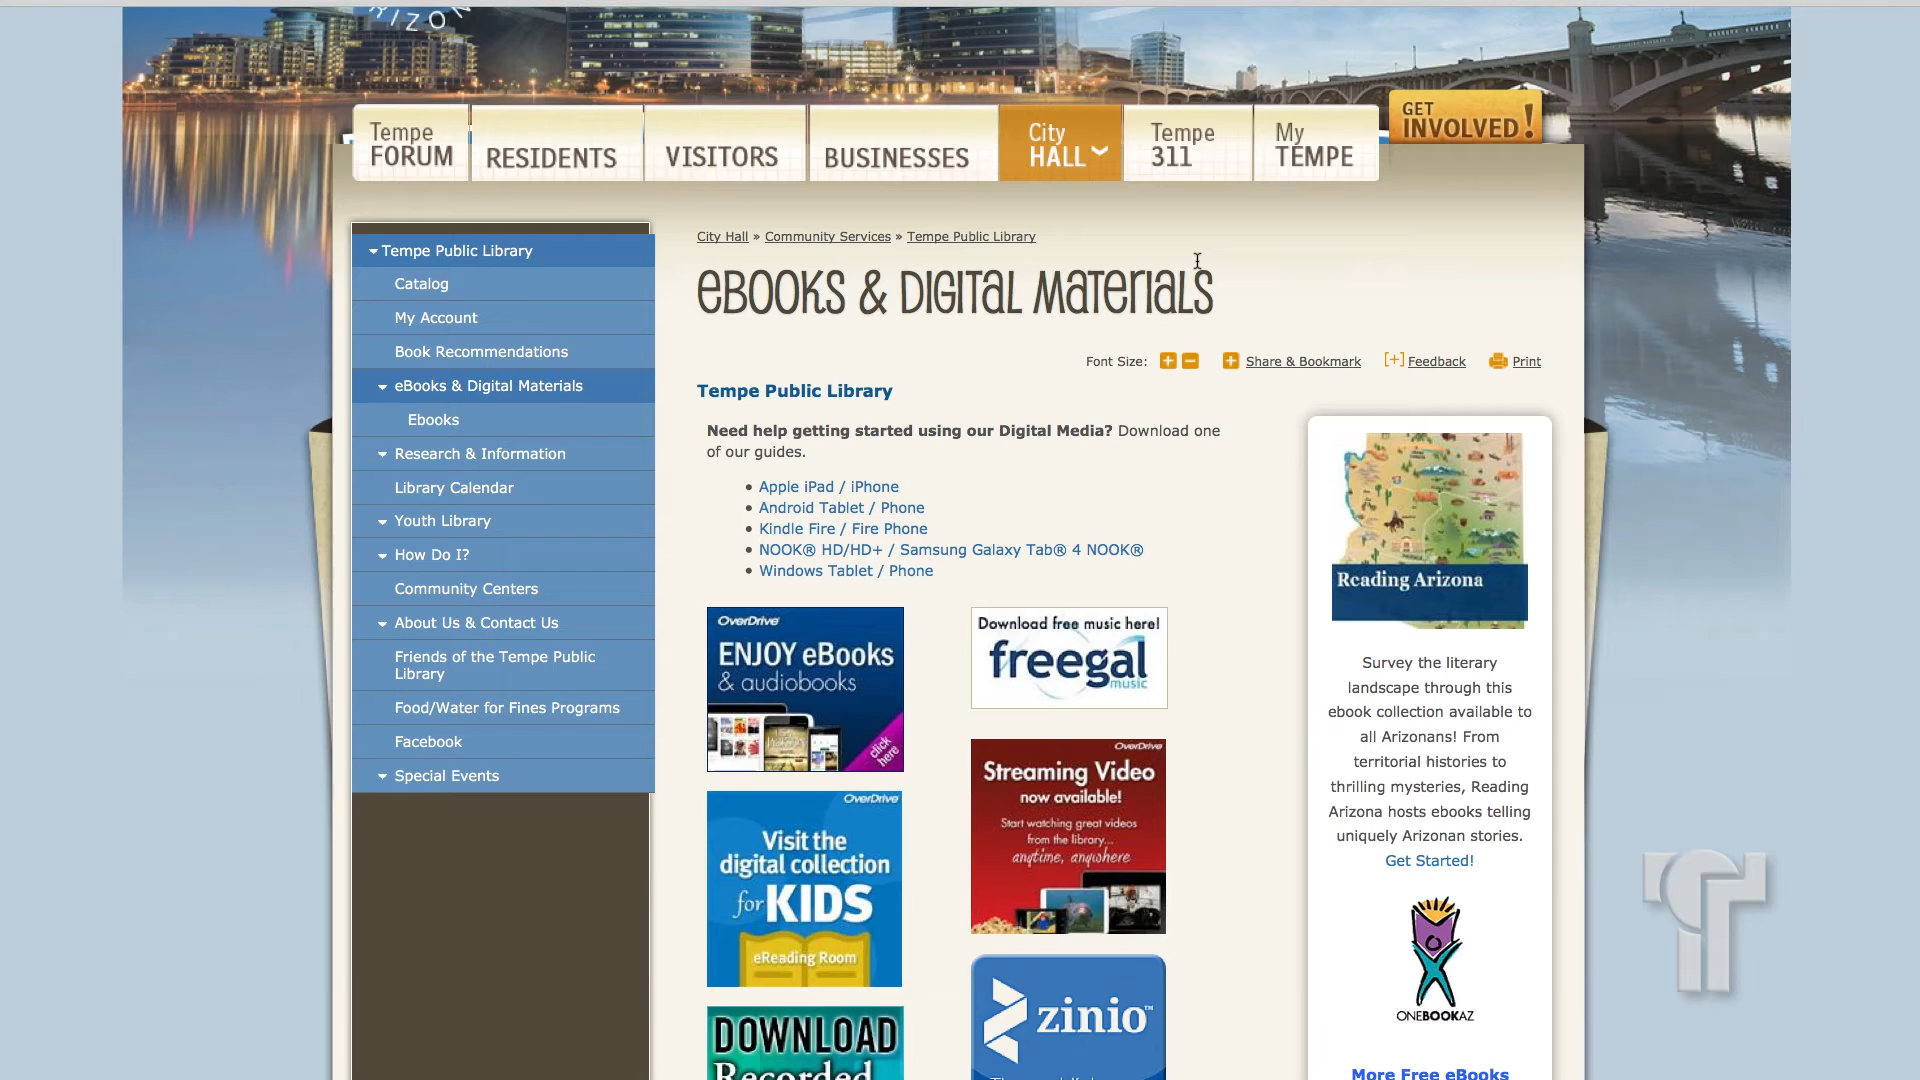 ARIZON
Tempe
FORUM
RESIDENTS
VISITORS
BUSINESSES
City
HALL
Tempe
311
My
TEMPE
GET
INVOLVED!
Tempe Public Library
Catalog
My Account
Book Recommendations
eBooks & Digital Materials
Ebooks
Research & Information
Library Calendar
Youth Library
How Do I?
Community Centers
About Us & Contact Us
Friends of the Tempe Public
Library
Food/Water for Fines Programs
Facebook
Special Events
City Hall » Community Services » Tempe Public Library
eBOOKS & DIGITAL MATERIALS
Font Size: + - + Share & Bookmark [+] Feedback Print
Tempe Public Library
Need help getting started using our Digital Media? Download one
of our guides.
• Apple iPad / iPhone
• Android Tablet / Phone
• Kindle Fire / Fire Phone
• NOOK® HD/HD+ / Samsung Galaxy Tab® 4 NOOK®
• Windows Tablet / Phone
OverDrive
ENJOY eBooks
& audiobooks
click
here
OverDrive
Visit the
digital collection
for KIDS
eReading Room
DOWNLOAD
Recorded
Download free music here!
freegal
music
OverDrive
Streaming Video
now available!
Start watching great videos
from the library...
anytime, anywhere
zinio™
Reading Arizona
Survey the literary
landscape through this
ebook collection available to
all Arizonans! From
territorial histories to
thrilling mysteries, Reading
Arizona hosts ebooks telling
uniquely Arizonan stories.
Get Started!
ONEBOOKAZ
More Free eBooks